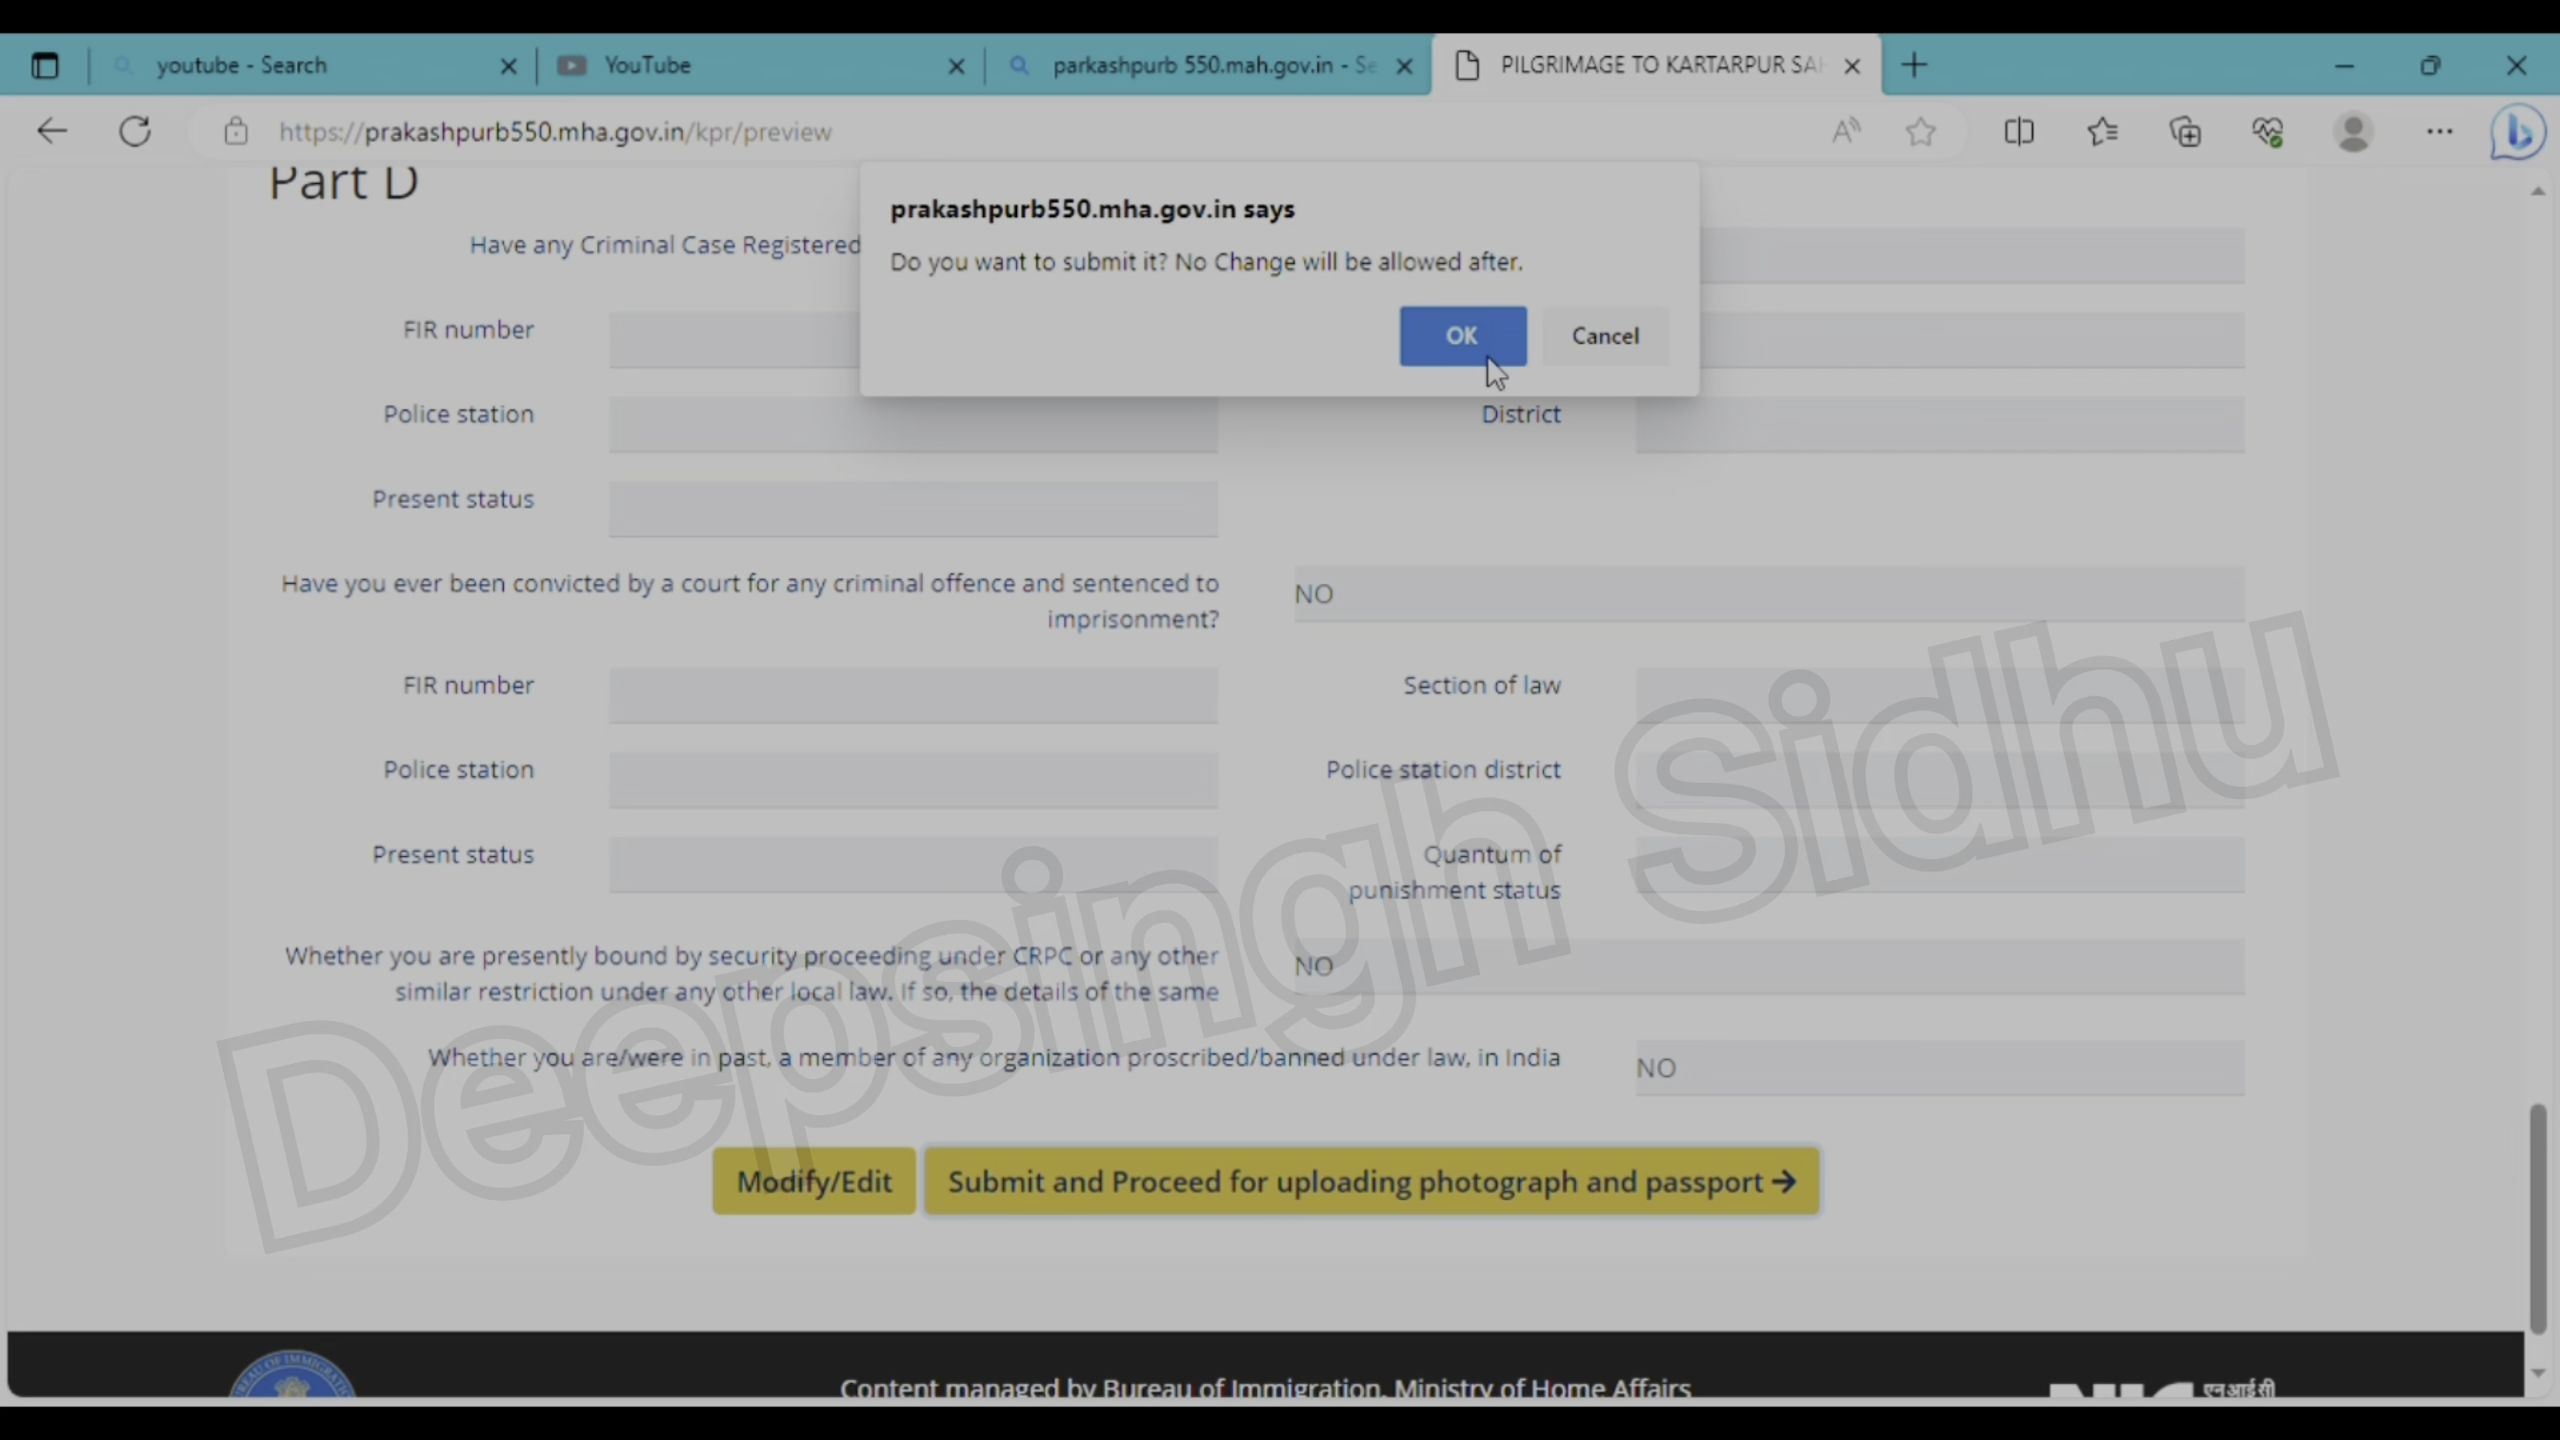 youtube - Search
YouTube
parkashpurb 550.mah.gov.in - Se
PILGRIMAGE TO KARTARPUR SAH
https://prakashpurb550.mha.gov.in/kpr/preview
Part D
prakashpurb550.mha.gov.in says
Do you want to submit it? No Change will be allowed after.
OK
Cancel
Have any Criminal Case Registered
FIR number
Police station
District
Present status
Have you ever been convicted by a court for any criminal offence and sentenced to
imprisonment?
NO
FIR number
Section of law
Police station
Police station district
Present status
Quantum of
punishment status
Whether you are presently bound by security proceeding under CRPC or any other
similar restriction under any other local law. If so, the details of the same
NO
Whether you are/were in past, a member of any organization proscribed/banned under law, in India
NO
Deepsingh Sidhu
Modify/Edit
Submit and Proceed for uploading photograph and passport →
Content managed by Bureau of Immigration, Ministry of Home Affairs
NIC
एन आई सी